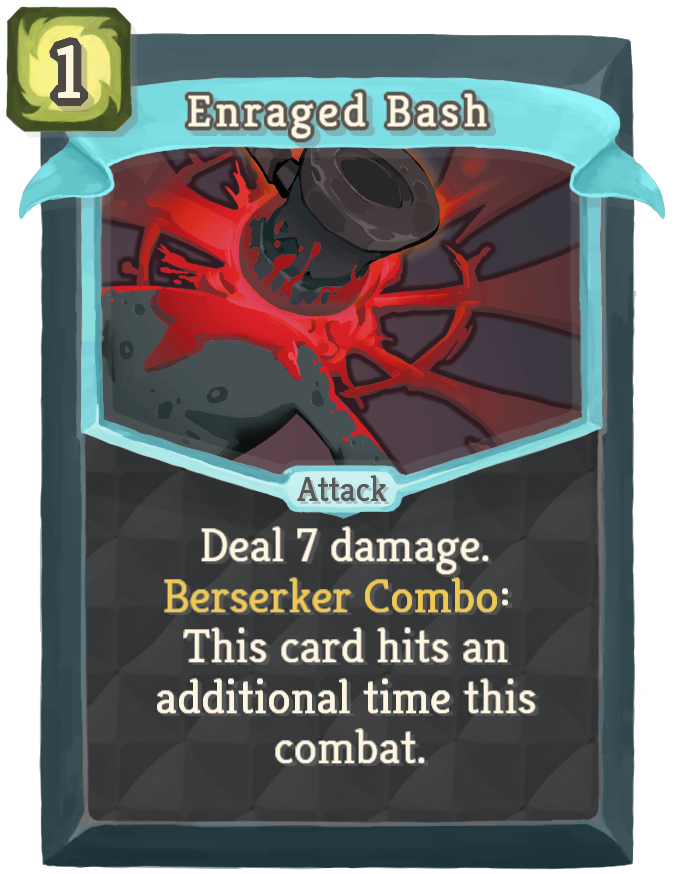 1
Enraged Bash
Attack
Deal 7 damage.
Berserker Combo:
This card hits an
additional time this
combat.